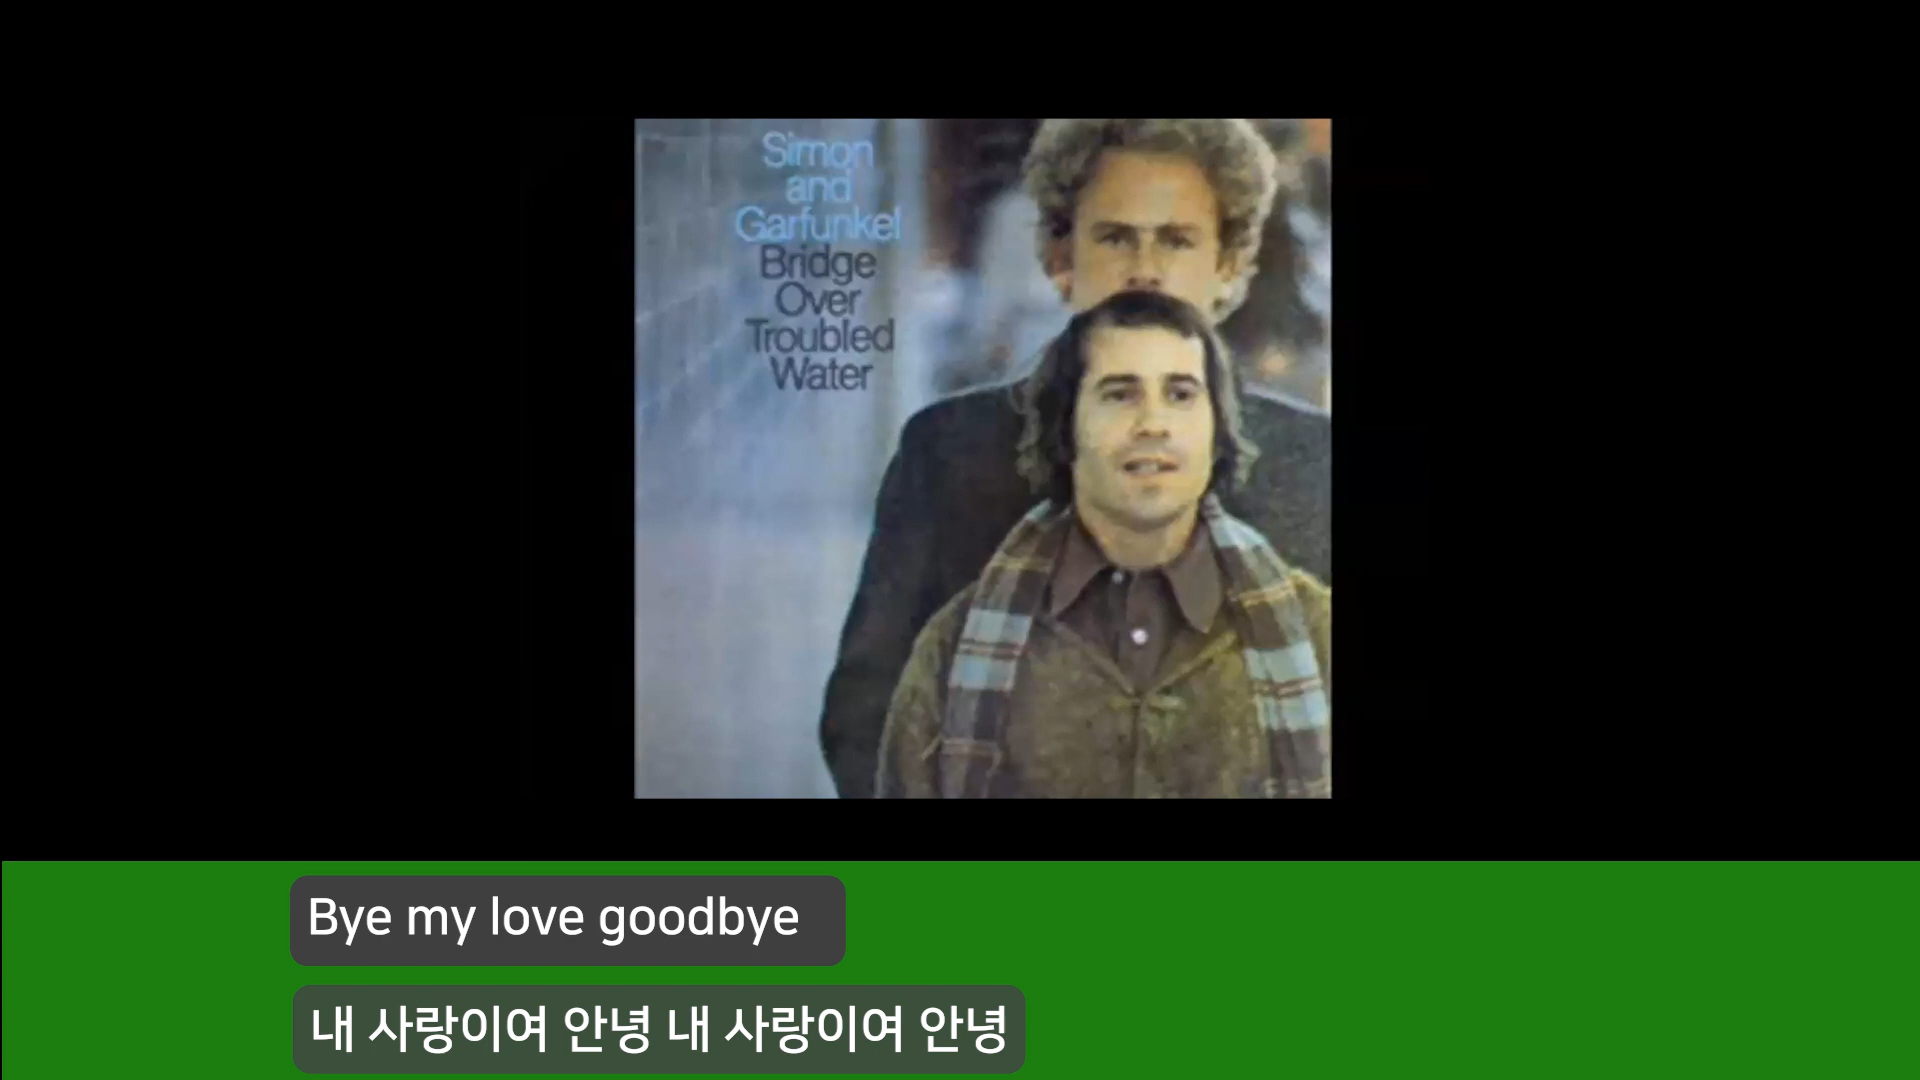 Simon
and
Garfunkel
Bridge
Over
Troubled
Water
Bye my love goodbye
내 사랑이여 안녕 내 사랑이여 안녕